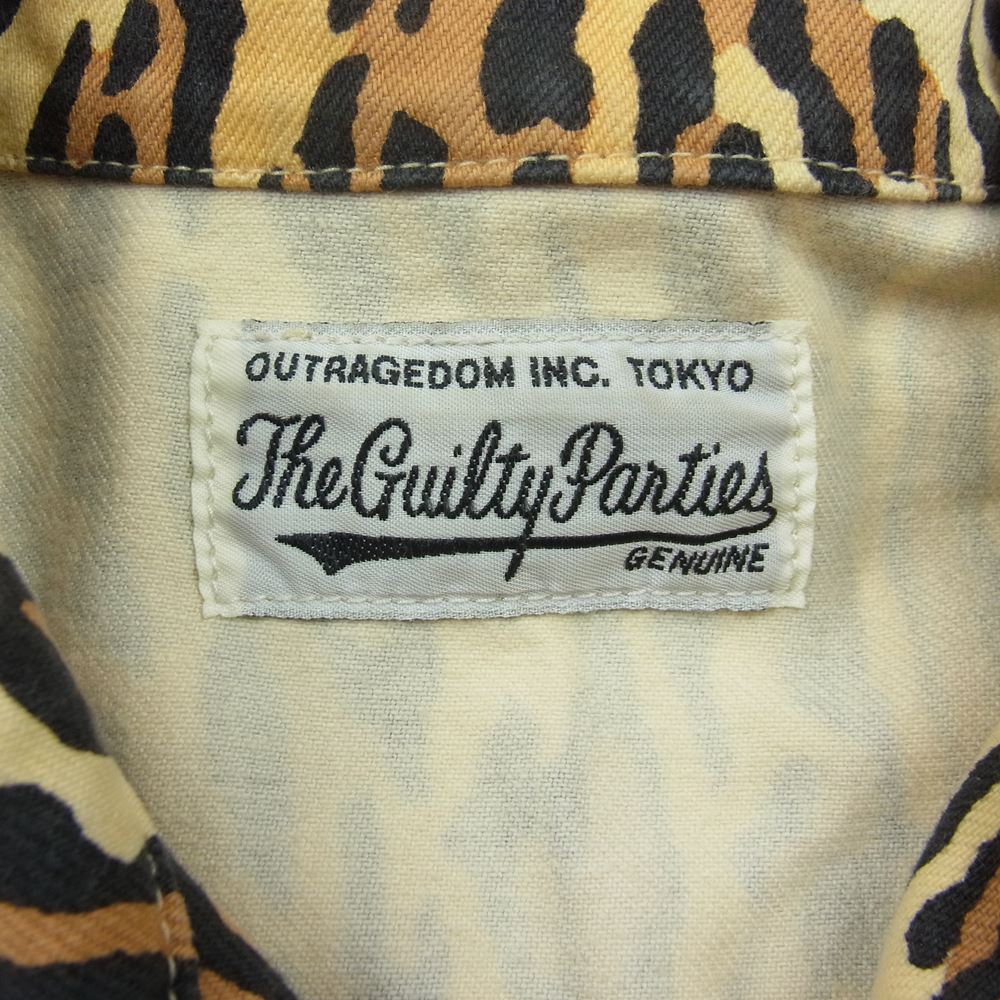 OUTRAGEDOM INC. TOKYO
The Guilty Parties
GENUINE